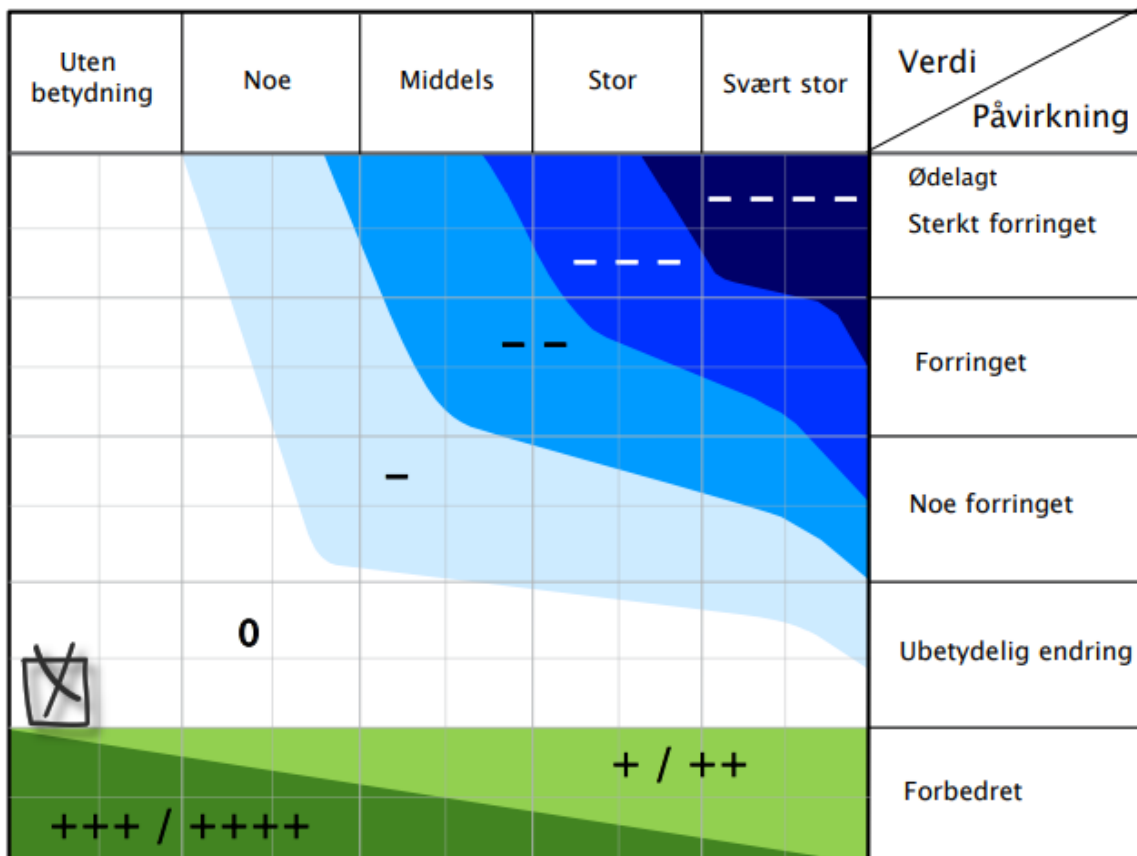 Uten
betydning
Noe
Middels
Stor
Svært stor
Verdi
Påvirkning
Ødelagt
– – – –
Sterkt forringet
– – –
– –
Forringet
–
Noe forringet
0
Ubetydelig endring
X
+ / ++
Forbedret
+++ / ++++